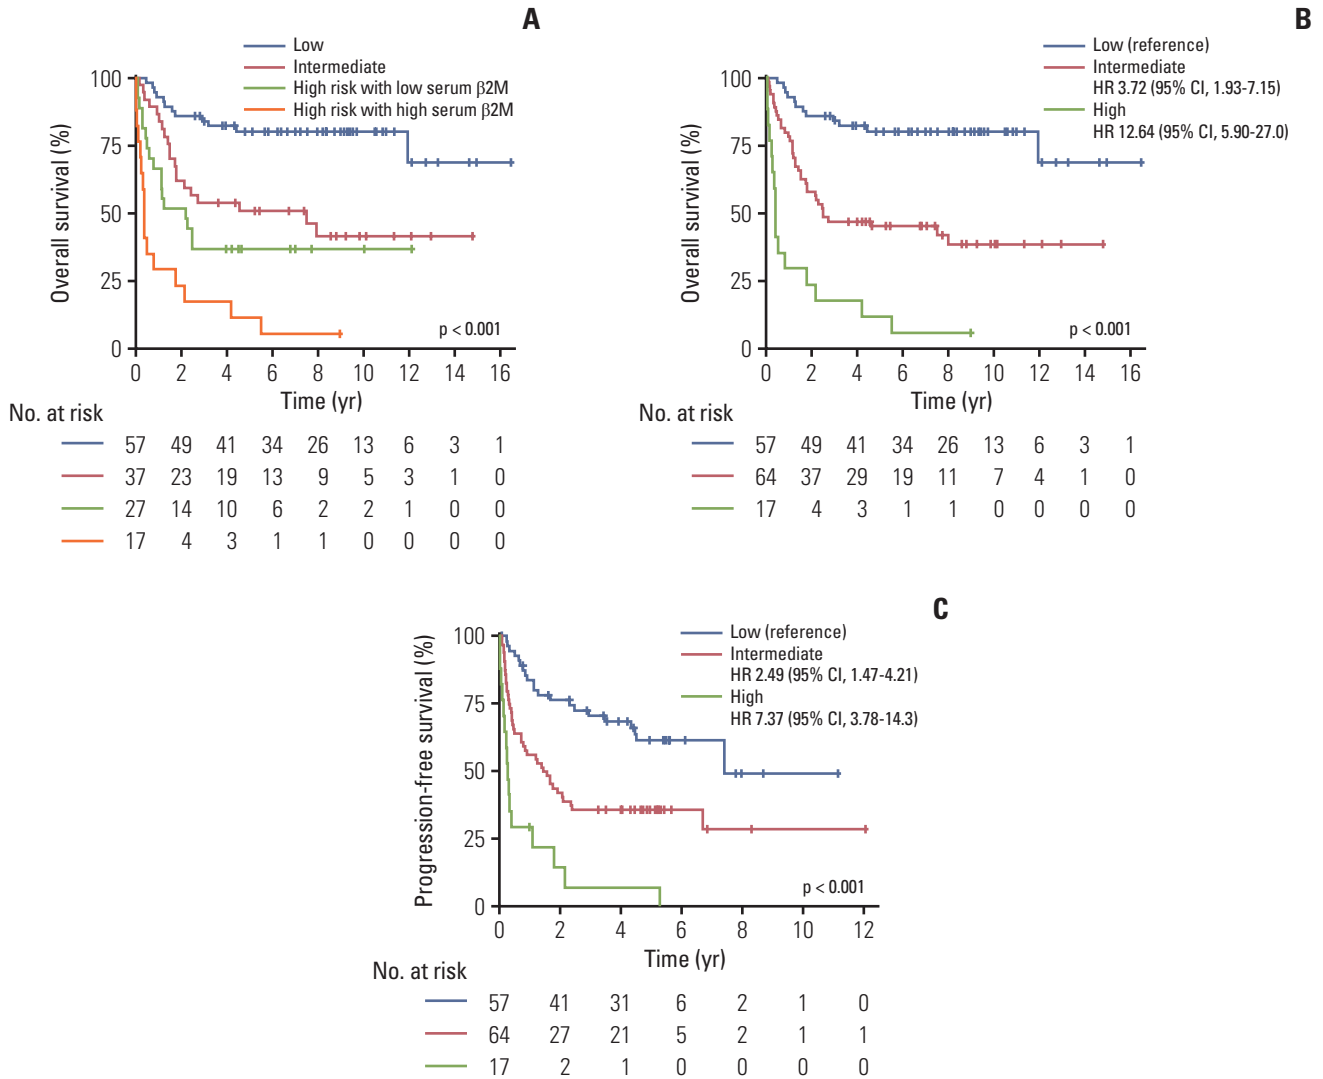 A
Low
Intermediate
High risk with low serum β2M
High risk with high serum β2M
Overall survival (%)
100
75
50
25
0
p < 0.001
0 2 4 6 8 10 12 14 16
Time (yr)
No. at risk
57 49 41 34 26 13 6 3 1
37 23 19 13 9 5 3 1 0
27 14 10 6 2 2 1 0 0
17 4 3 1 1 0 0 0 0
B
Low (reference)
Intermediate
HR 3.72 (95% CI, 1.93-7.15)
High
HR 12.64 (95% CI, 5.90-27.0)
Overall survival (%)
100
75
50
25
0
p < 0.001
0 2 4 6 8 10 12 14 16
Time (yr)
No. at risk
57 49 41 34 26 13 6 3 1
64 37 29 19 11 7 4 1 0
17 4 3 1 1 0 0 0 0
C
Low (reference)
Intermediate
HR 2.49 (95% CI, 1.47-4.21)
High
HR 7.37 (95% CI, 3.78-14.3)
Progression-free survival (%)
100
75
50
25
0
p < 0.001
0 2 4 6 8 10 12
Time (yr)
No. at risk
57 41 31 6 2 1 0
64 27 21 5 2 1 1
17 2 1 0 0 0 0